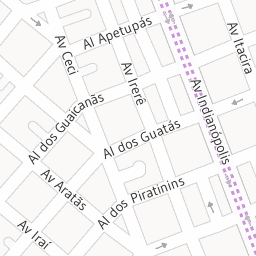 Al Apetupás
Av Itacira
Av Ceci
Av Irerê
Av Indianópolis
Al dos Guaicanãs
Al dos Guatás
Av Aratãs
Al dos Piratinins
Av Iraí